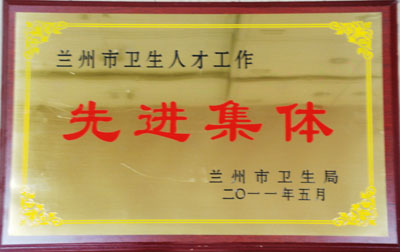 兰州市卫生人才工作
先进集体
兰州市卫生局
二〇一一年五月